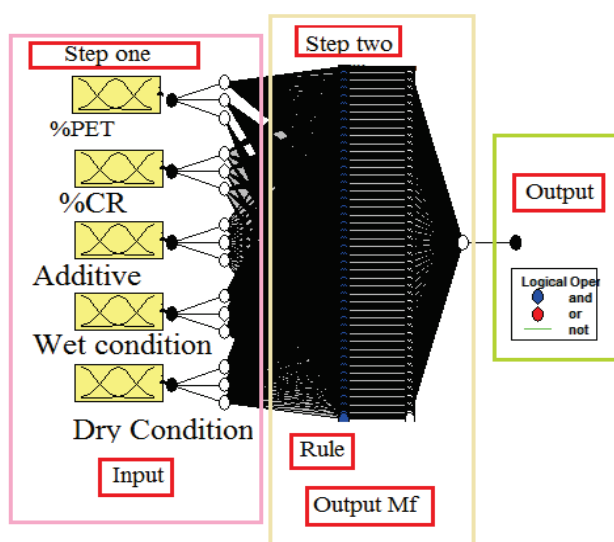 Step one
%PET
%CR
Additive
Wet condition
Dry Condition
Input
Step two
Rule
Output Mf
Output
Logical Oper
and
or
not